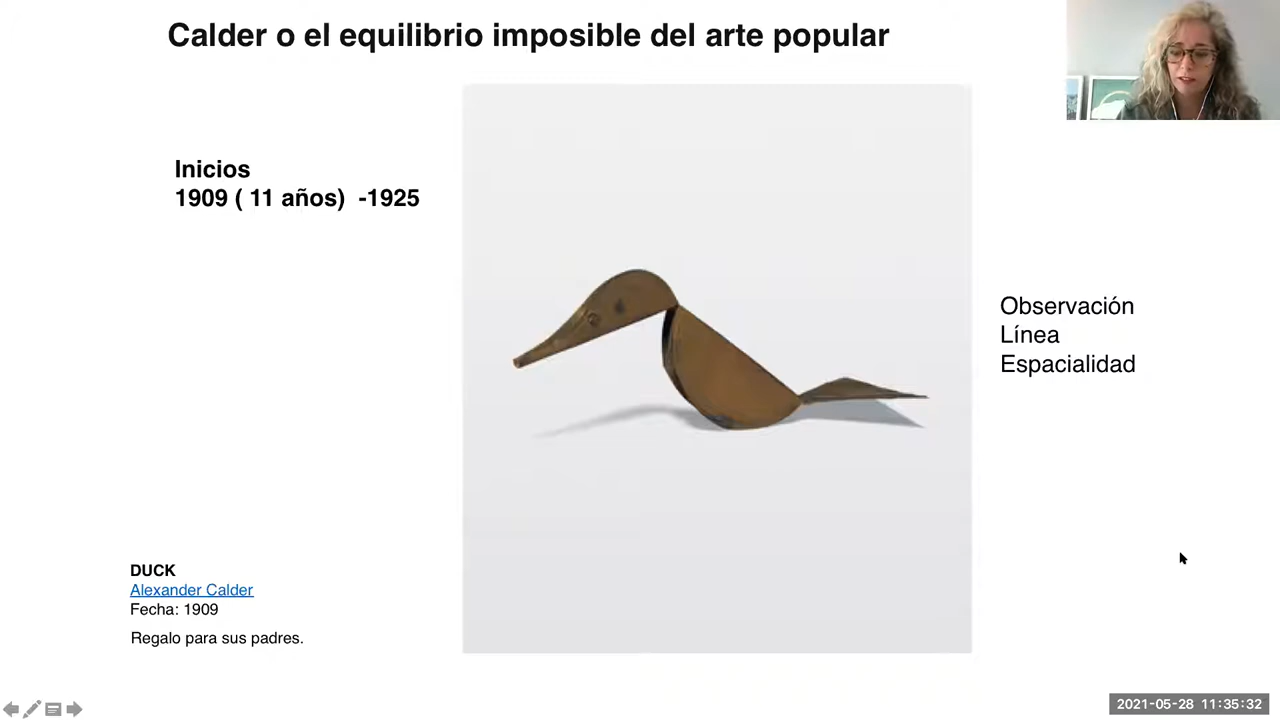 Calder o el equilibrio imposible del arte popular
Inicios
1909 ( 11 años)  -1925
Observación
Línea
Espacialidad
DUCK
Alexander Calder
Fecha: 1909
Regalo para sus padres.
2021-05-28 11:35:32